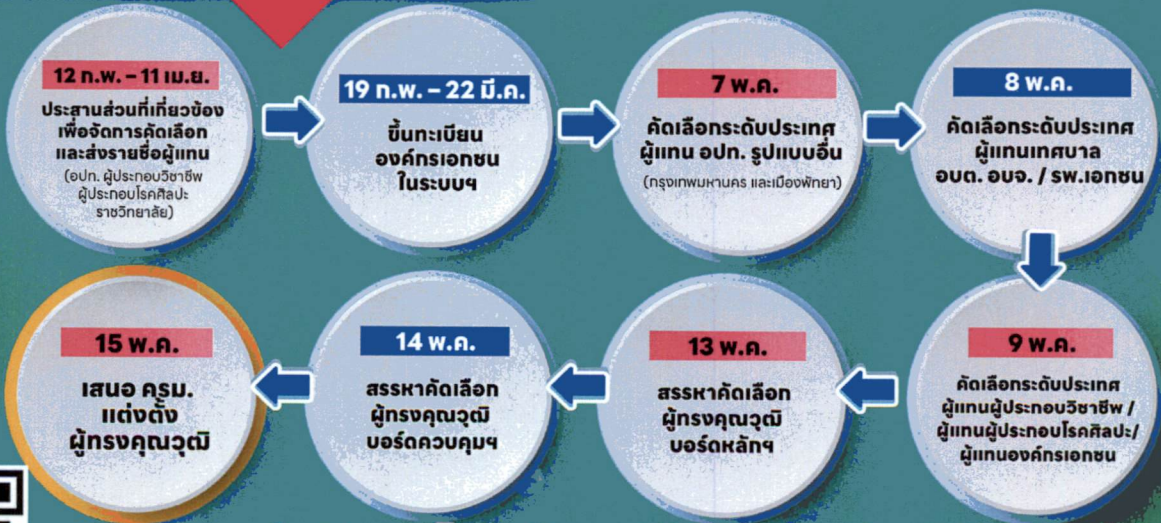 12 ก.พ. – 11 เม.ย.
ประสานส่วนที่เกี่ยวข้อง
เพื่อจัดการคัดเลือก
และส่งรายชื่อผู้แทน
(อปท. ผู้ประกอบวิชาชีพ
ผู้ประกอบโรคศิลปะ
ราชวิทยาลัย)
19 ก.พ. – 22 มี.ค.
ขึ้นทะเบียน
องค์กรเอกชน
ในระบบฯ
7 พ.ค.
คัดเลือกระดับประเทศ
ผู้แทน อปท. รูปแบบอื่น
(กรุงเทพมหานคร และเมืองพัทยา)
8 พ.ค.
คัดเลือกระดับประเทศ
ผู้แทนเทศบาล
อบต. อบจ. / รพ.เอกชน
9 พ.ค.
คัดเลือกระดับประเทศ
ผู้แทนผู้ประกอบวิชาชีพ /
ผู้แทนผู้ประกอบโรคศิลปะ/
ผู้แทนองค์กรเอกชน
13 พ.ค.
สรรหาคัดเลือก
ผู้ทรงคุณวุฒิ
บอร์ดหลักฯ
14 พ.ค.
สรรหาคัดเลือก
ผู้ทรงคุณวุฒิ
บอร์ดควบคุมฯ
15 พ.ค.
เสนอ ครม.
แต่งตั้ง
ผู้ทรงคุณวุฒิ